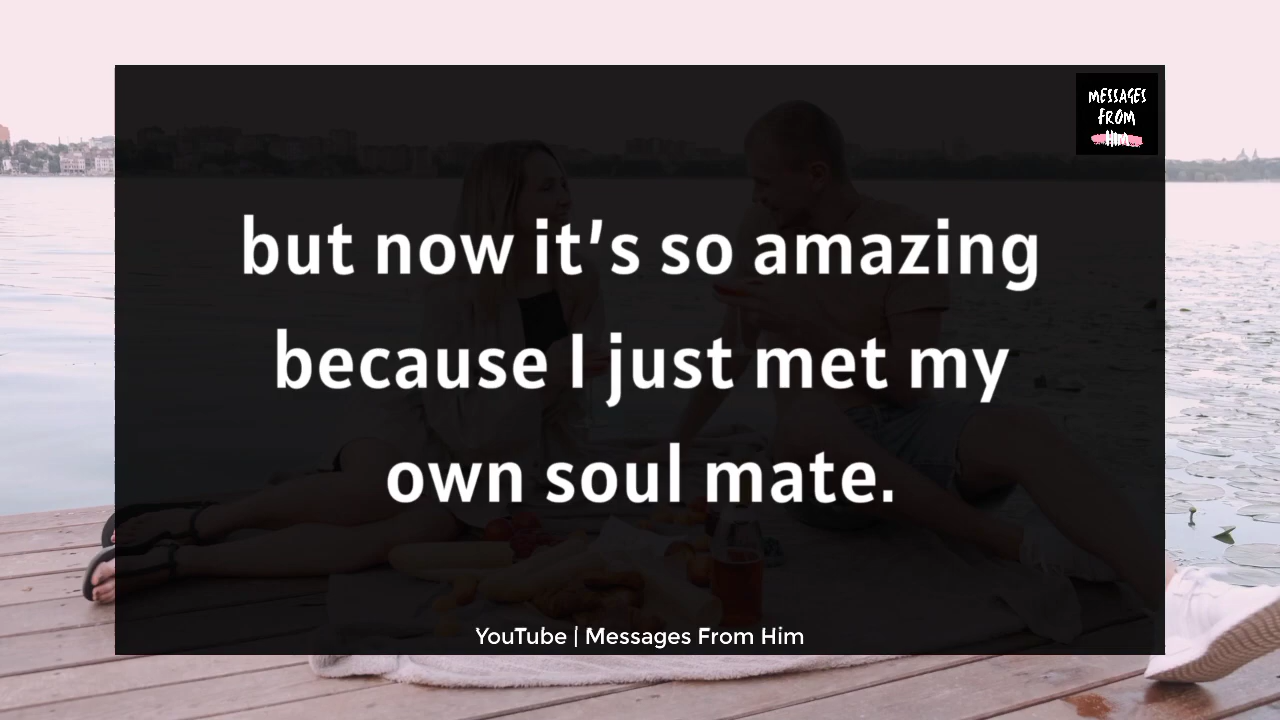 MESSAGES
FROM
HIM
but now it's so amazing
because I just met my
own soul mate.
YouTube | Messages From Him